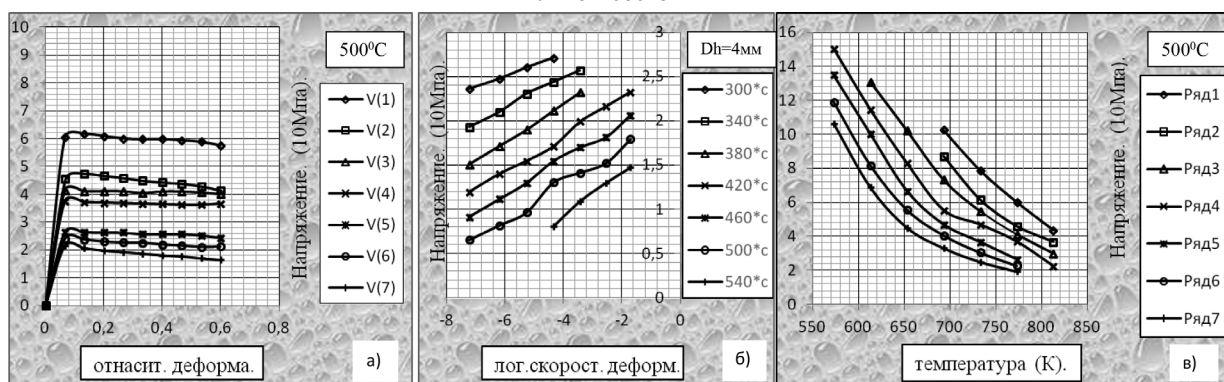 10
9
8
7
6
5
4
3
2
1
0
0
0,2
0,4
0,6
0,8
500⁰C
Напряжение. (10Мпа).
V(1)
V(2)
V(3)
V(4)
V(5)
V(6)
V(7)
отнасит. деформа.
а)
Напряжение. (10Мпа).
3
2,5
2
1,5
1
0,5
0
-8
-6
-4
-2
0
Dh=4мм
300*с
340*с
380*с
420*с
460*с
500*с
540*с
лог.скорост. деформ.
б)
16
14
12
10
8
6
4
2
0
550
600
650
700
750
800
850
500⁰C
Напряжение. (10Мпа).
Ряд1
Ряд2
Ряд3
Ряд4
Ряд5
Ряд6
Ряд7
температура (К).
в)